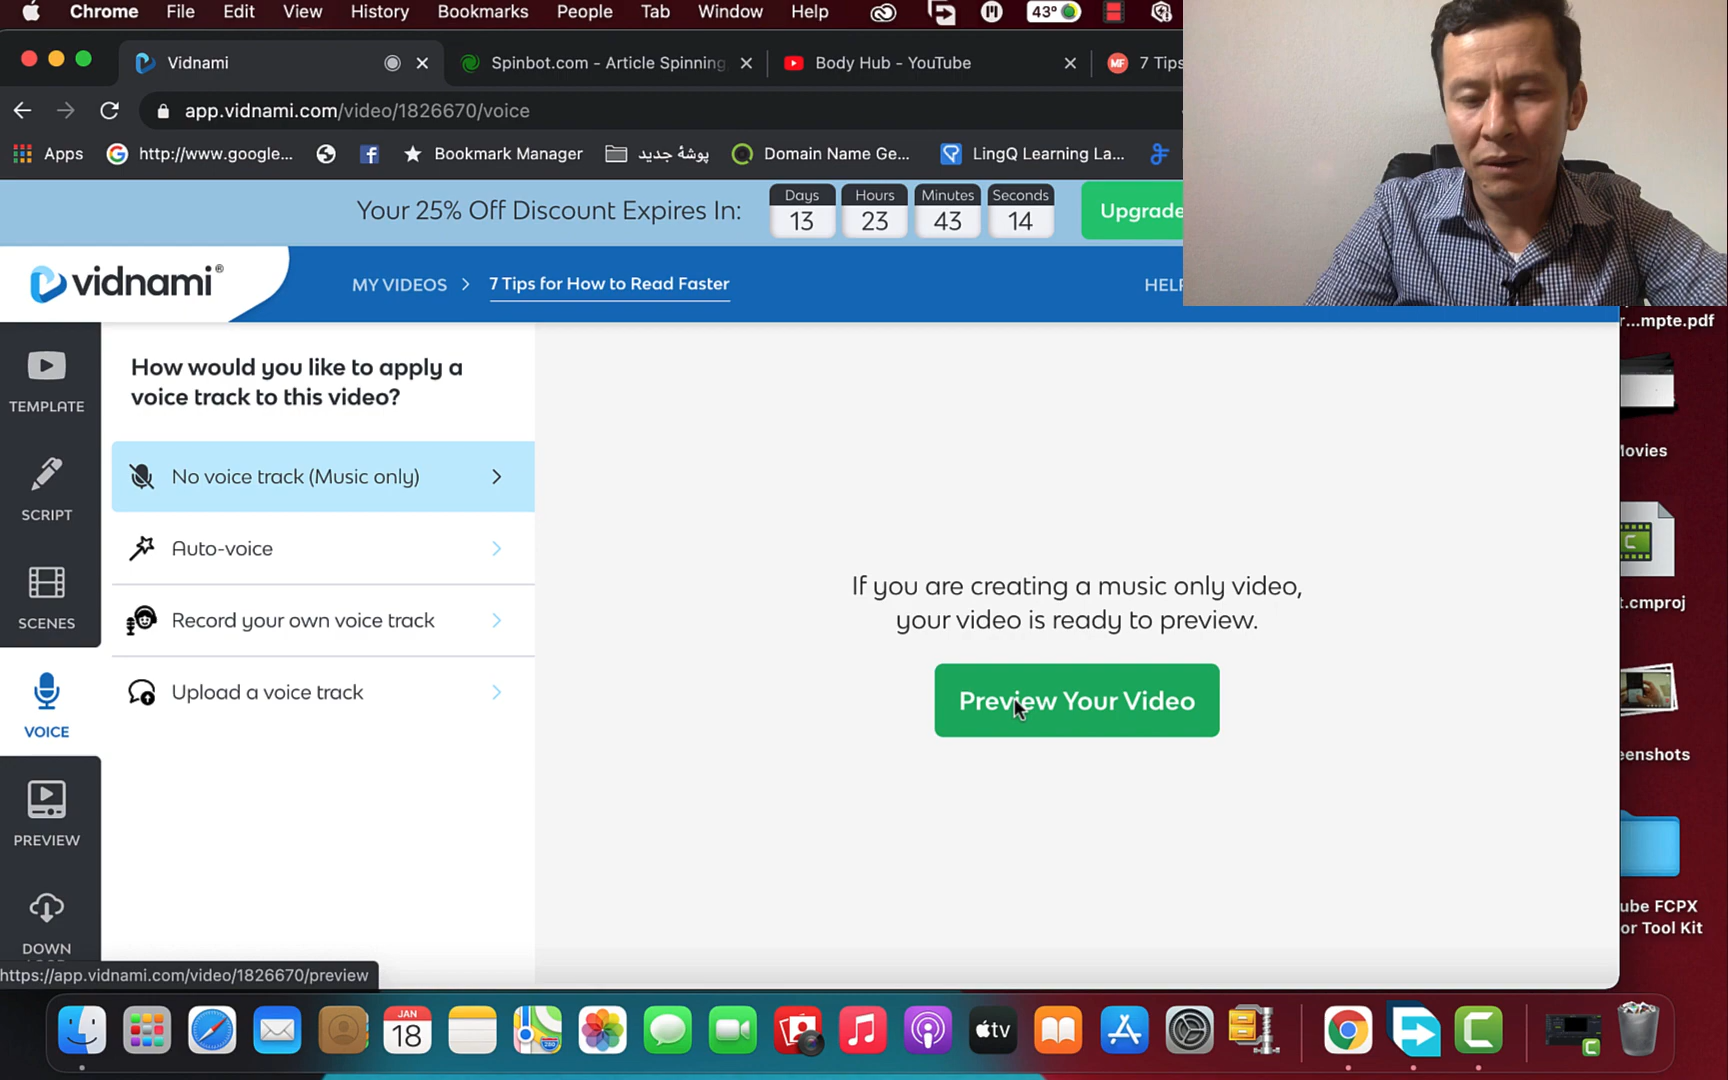 Chrome File Edit View History Bookmarks People Tab Window Help 43°
Vidnami Spinbot.com - Article Spinning, Body Hub - YouTube MF 7 Tips
app.vidnami.com/video/1826670/voice
Apps http://www.google... Bookmark Manager پوشهٔ جدید Domain Name Ge... LingQ Learning La...
Your 25% Off Discount Expires In: Days 13 Hours 23 Minutes 43 Seconds 14 Upgrade
vidnami® MY VIDEOS > 7 Tips for How to Read Faster HELP
r...mpte.pdf
TEMPLATE
SCRIPT
SCENES
VOICE
PREVIEW
DOWN
How would you like to apply a
voice track to this video?
No voice track (Music only)
Auto-voice
Record your own voice track
Upload a voice track
If you are creating a music only video,
your video is ready to preview.
Preview Your Video
Movies
t.cmproj
eenshots
ube FCPX
or Tool Kit
https://app.vidnami.com/video/1826670/preview
JAN
18
tv